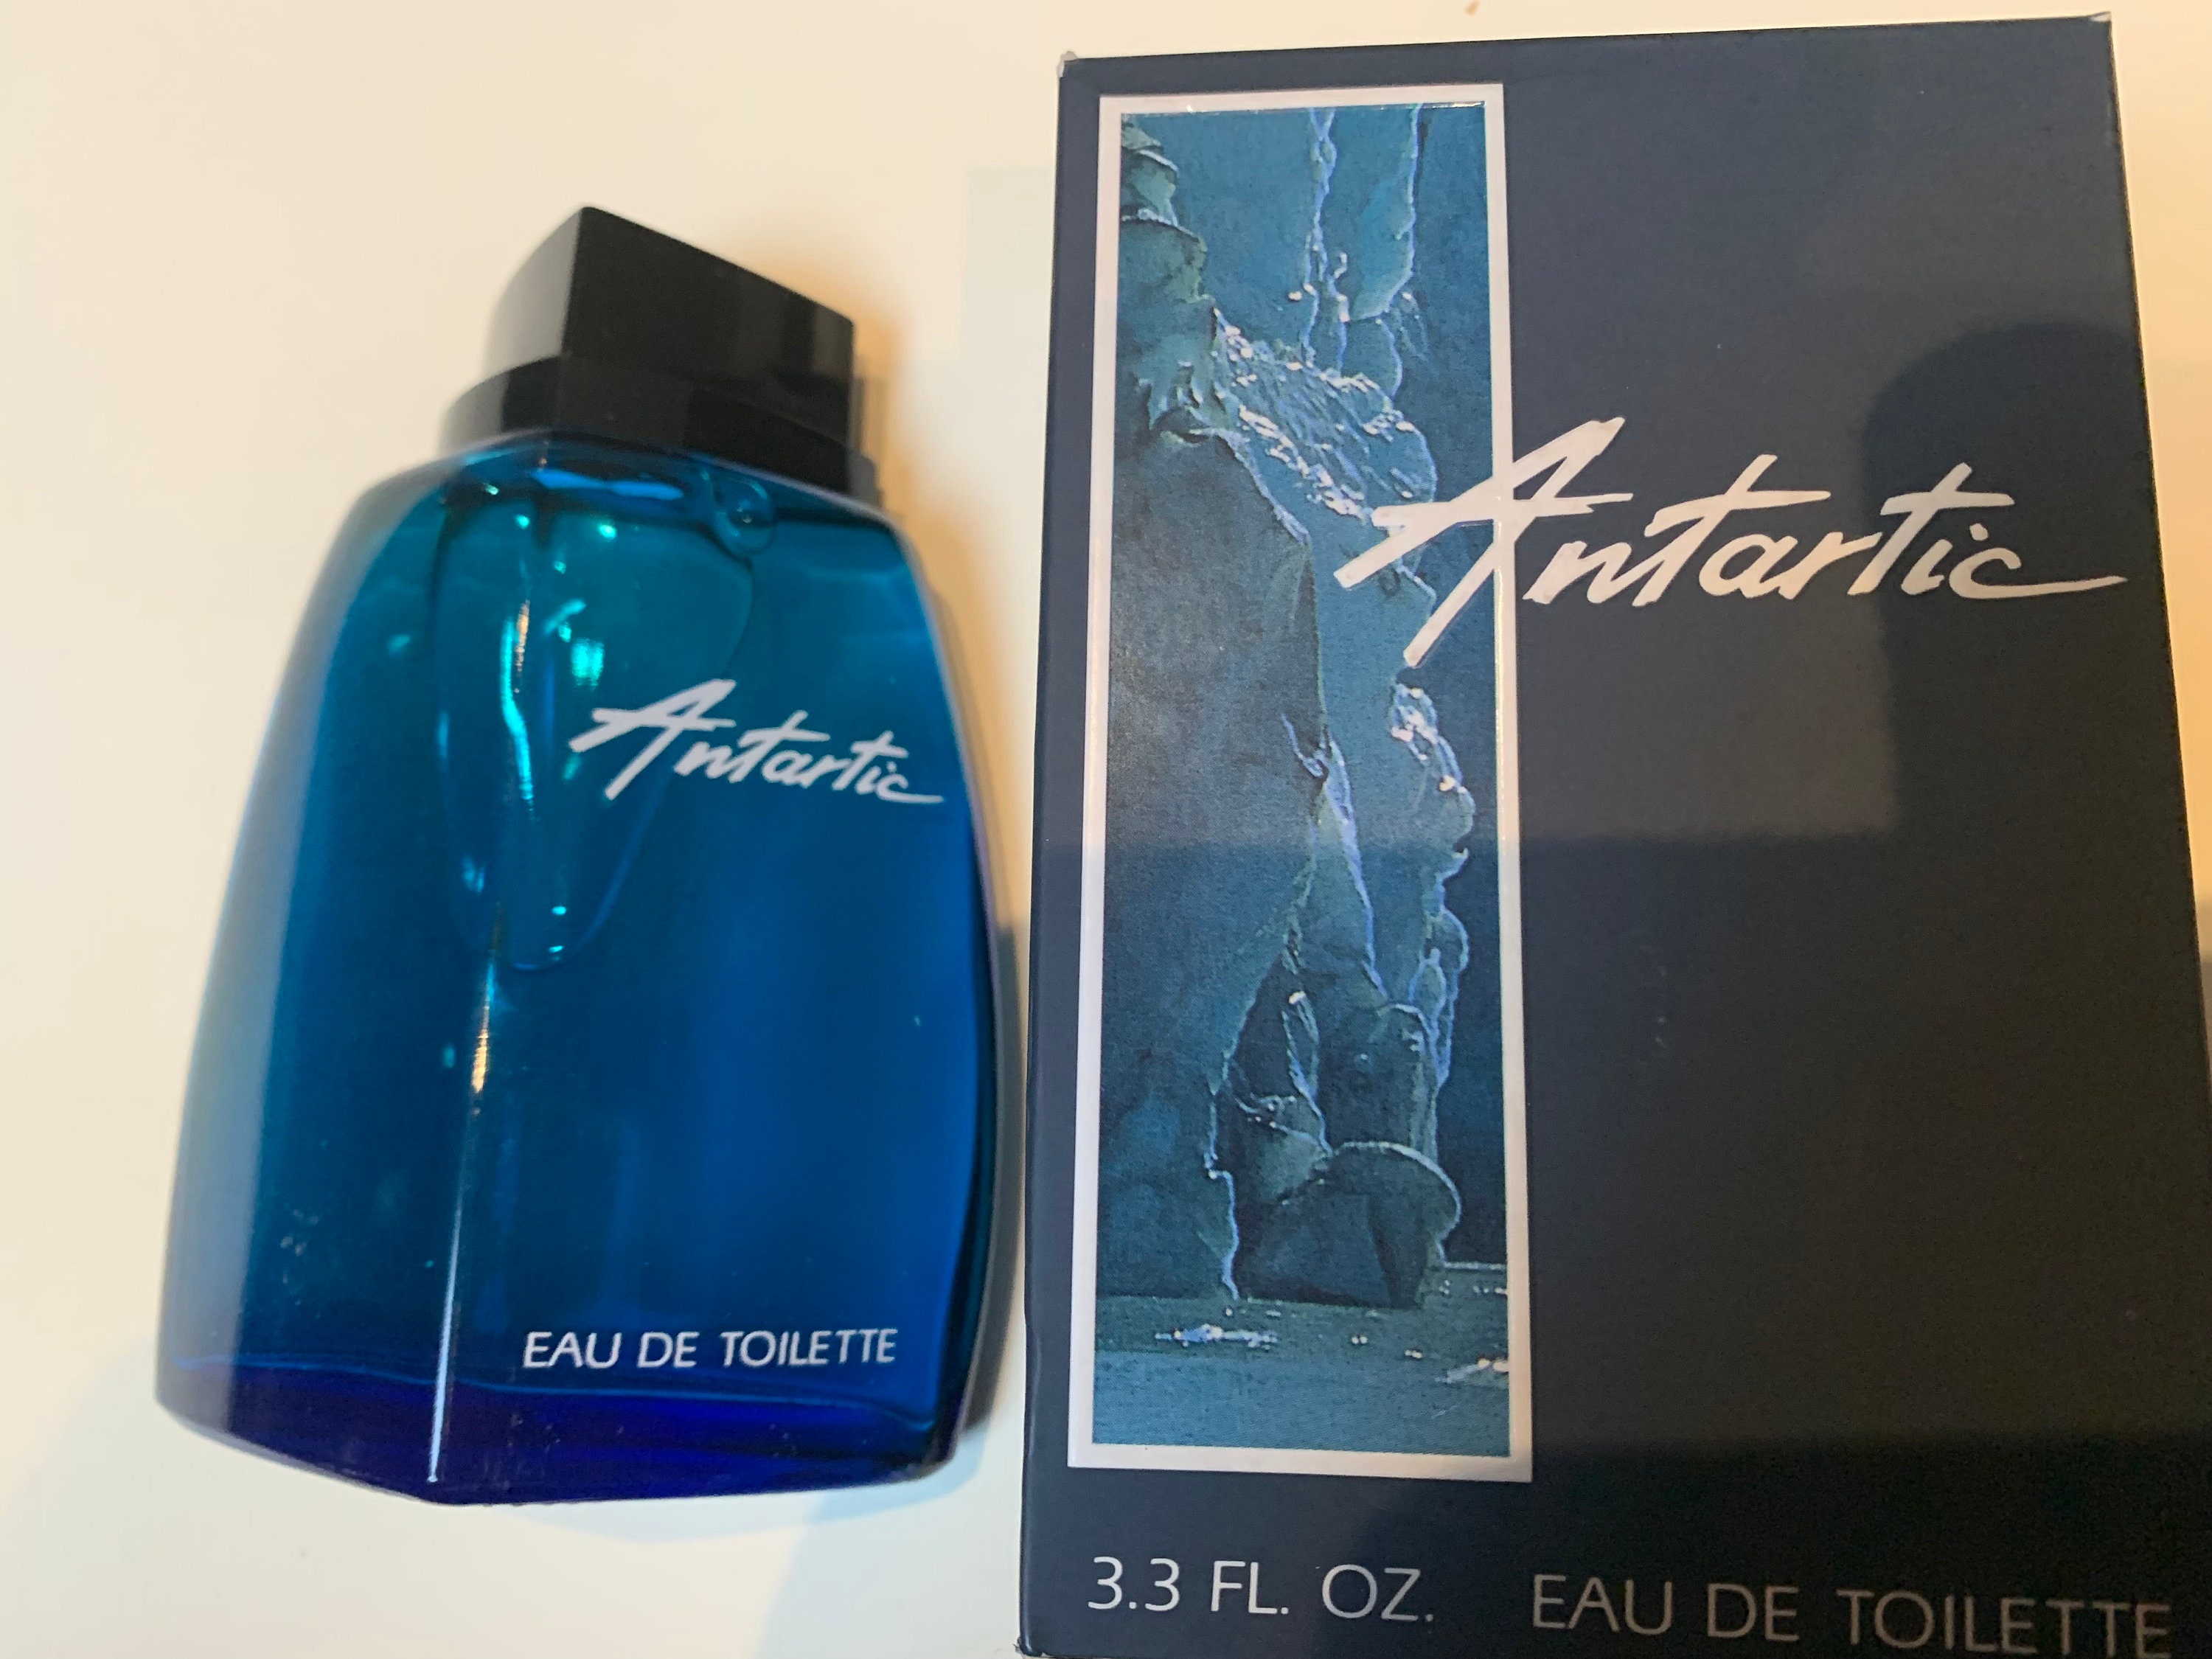 Antartic
EAU DE TOILETTE
Antartic
3.3 FL. OZ. EAU DE TOILETTE